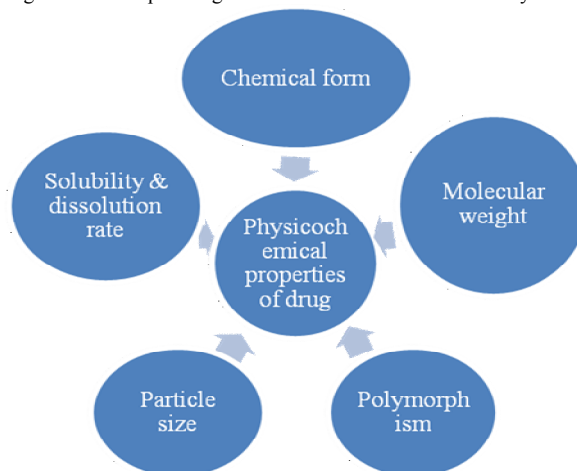 Chemical form
Solubility &
dissolution
rate
Molecular
weight
Physicoch
emical
properties
of drug
Particle
size
Polymorph
ism